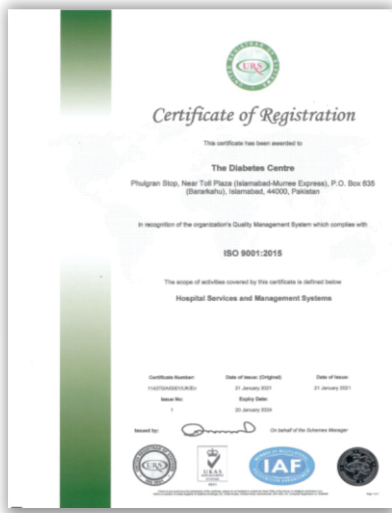 URS
Certificate of Registration
This certificate has been awarded to
The Diabetes Centre
Phulgran Stop, Near Toll Plaza (Islamabad-Murree Express), P.O. Box 635
(Bararkahu), Islamabad, 44000, Pakistan
in recognition of the organization's Quality Management System which complies with
ISO 9001:2015
The scope of activities covered by this certificate is defined below
Hospital Services and Management Systems
Certificate Number: Date of Issue: (Original) Date of Issue:
21 January 2021 21 January 2021
Issue No: Expiry Date:
1 20 January 2024
Issued by: On behalf of the Schemes Manager
URS UKAS IAF